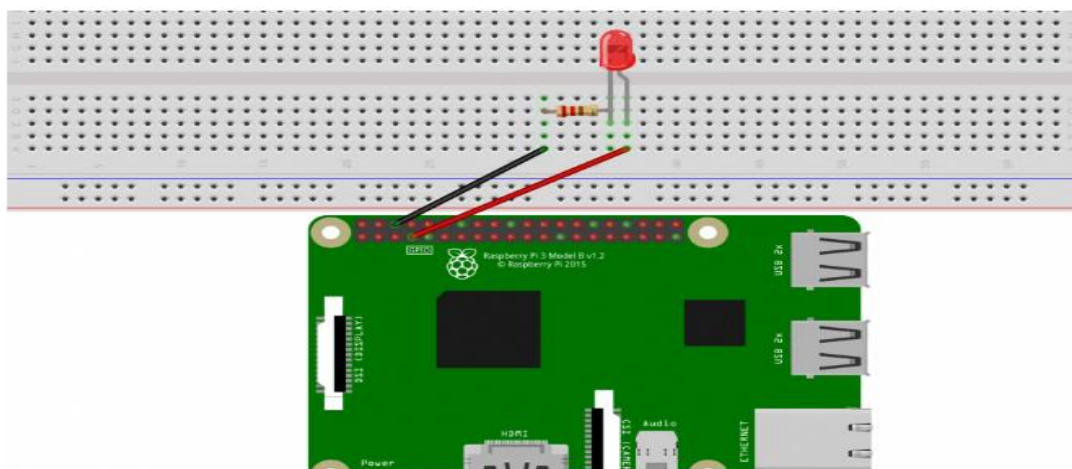 GPIO
Raspberry Pi 3 Model B v1.2
© Raspberry Pi 2015
USB 2x
DSI (DISPLAY)
USB 2x
HDMI
Audio
ETHERNET
Power